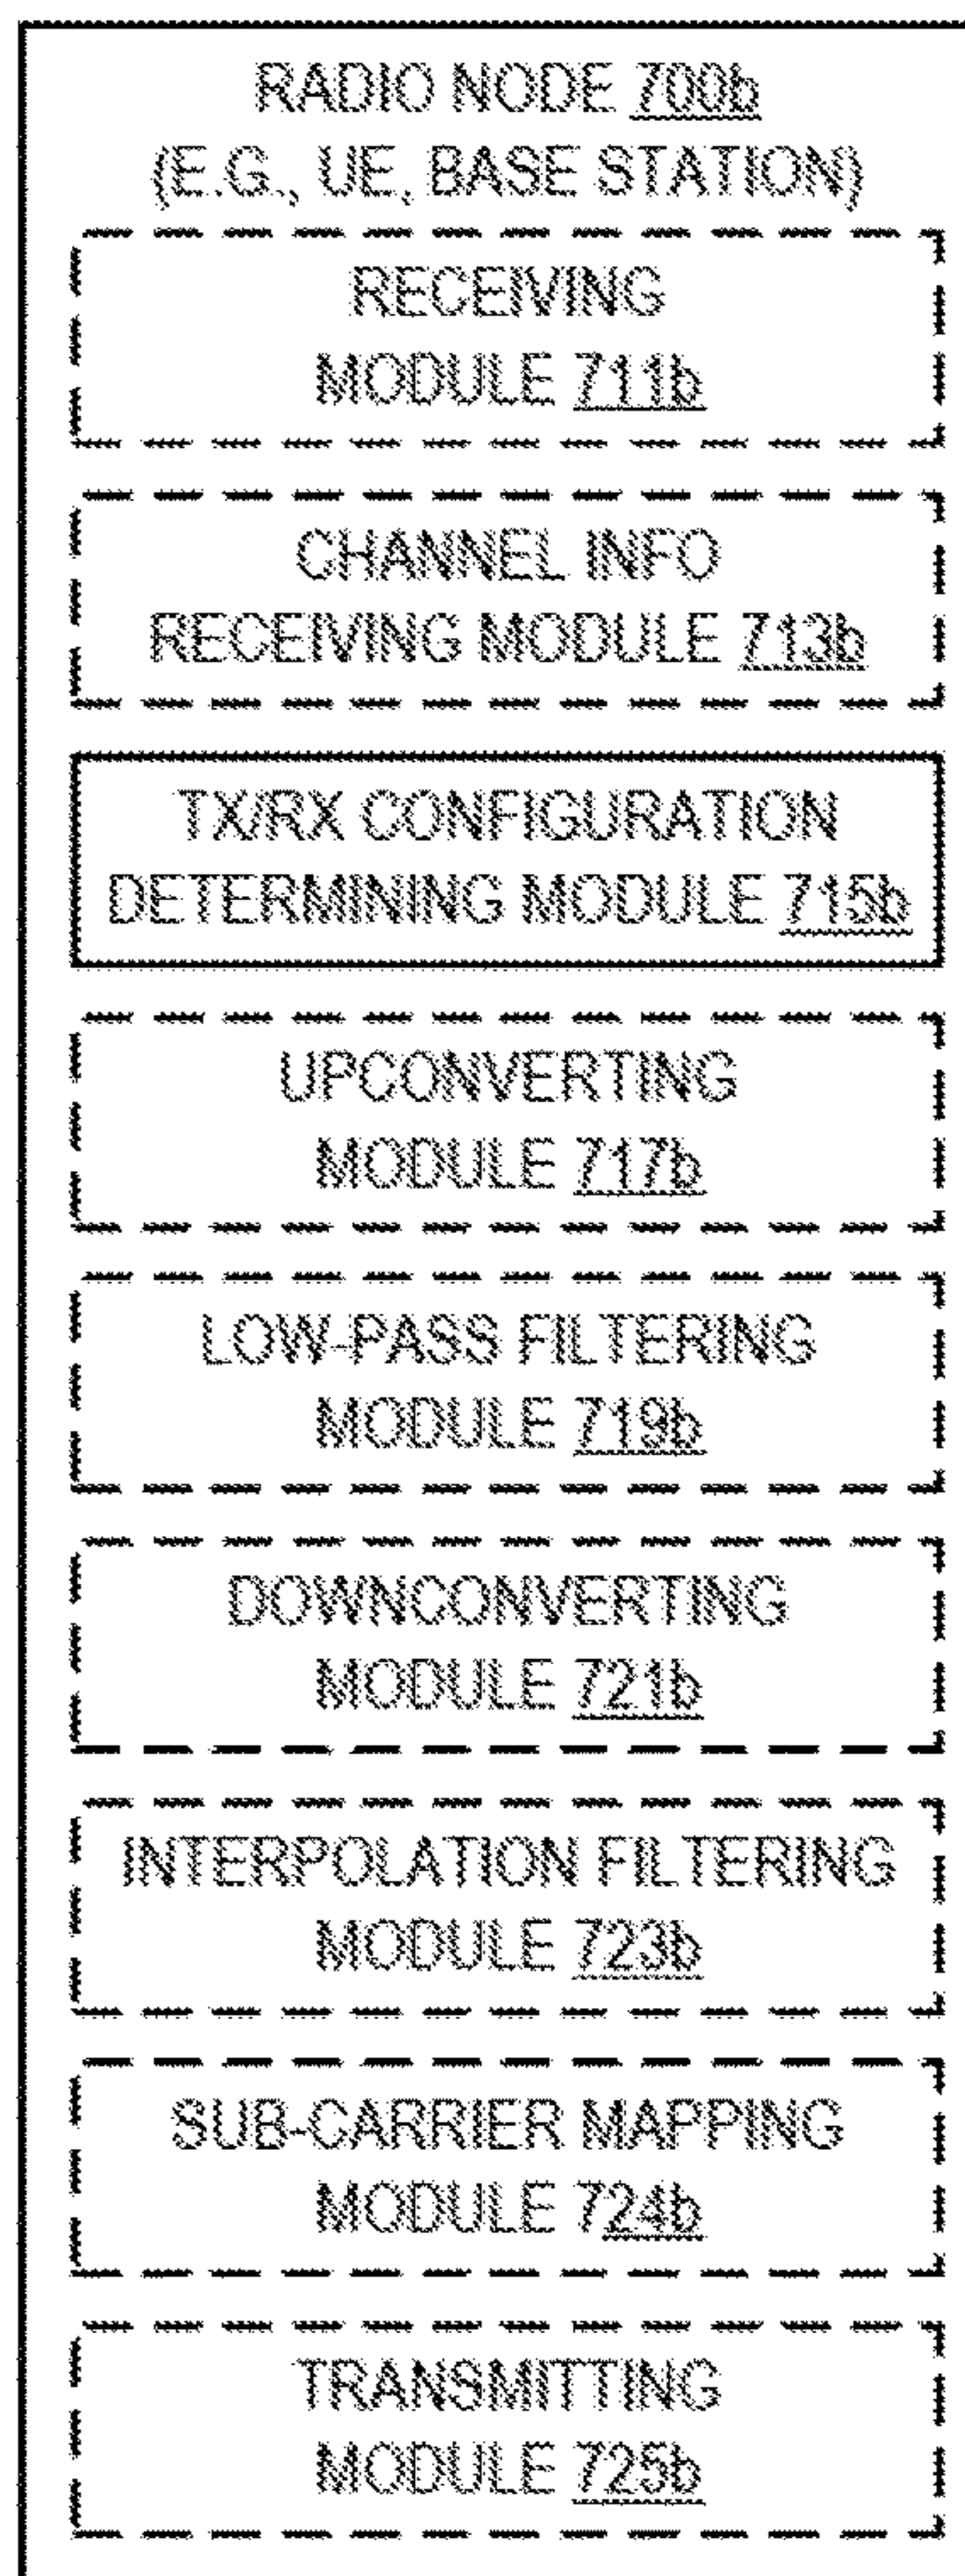 RADIO NODE 700b
(E.G., UE, BASE STATION)
RECEIVING
MODULE 711b
CHANNEL INFO
RECEIVING MODULE 713b
TX/RX CONFIGURATION
DETERMINING MODULE 715b
UPCONVERTING
MODULE 717b
LOW-PASS FILTERING
MODULE 719b
DOWNCONVERTING
MODULE 721b
INTERPOLATION FILTERING
MODULE 723b
SUB-CARRIER MAPPING
MODULE 724b
TRANSMITTING
MODULE 725b